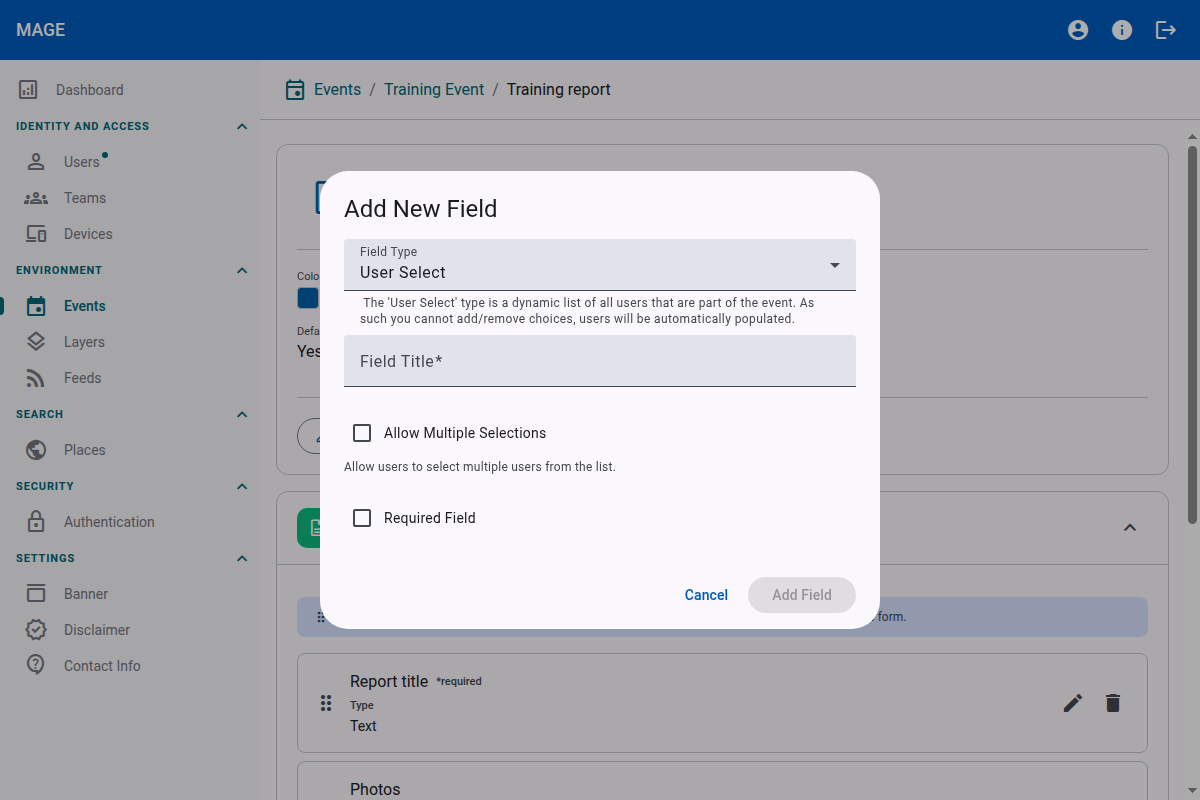 MAGE
Dashboard
IDENTITY AND ACCESS
Users
Teams
Devices
ENVIRONMENT
Events
Layers
Feeds
SEARCH
Places
SECURITY
Authentication
SETTINGS
Banner
Disclaimer
Contact Info
Events / Training Event / Training report
Colo
Defa
Yes
Add New Field
Field Type
User Select
The 'User Select' type is a dynamic list of all users that are part of the event. As
such you cannot add/remove choices, users will be automatically populated.
Field Title*
Allow Multiple Selections
Allow users to select multiple users from the list.
Required Field
Cancel
Add Field
form.
Report title *required
Type
Text
Photos